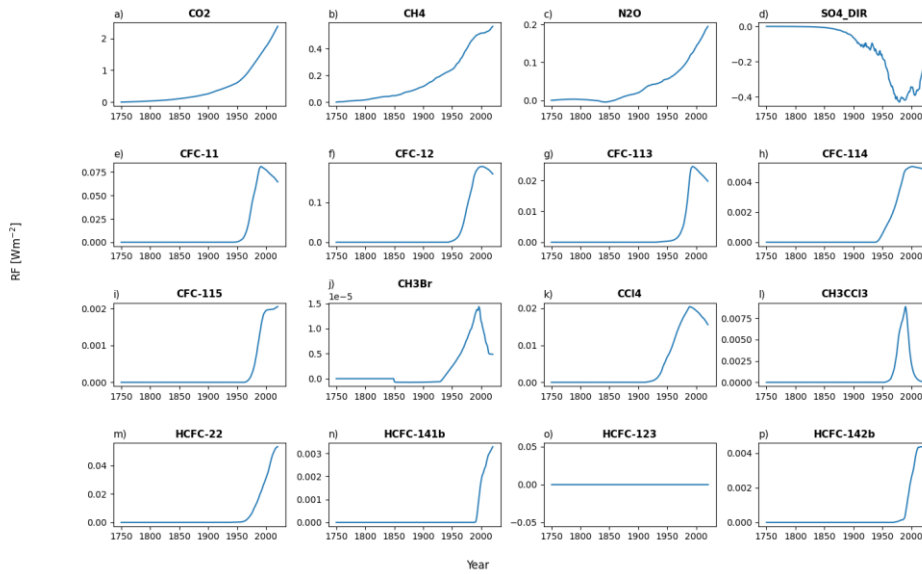 a) CO2 b) CH4 c) N2O d) SO4_DIR
2 0.4 0.2 0.0
1 0.2 0.1 −0.2
0 0.0 0.0 −0.4
1750 1800 1850 1900 1950 2000 1750 1800 1850 1900 1950 2000 1750 1800 1850 1900 1950 2000 1750 1800 1850 1900 1950 2000
e) CFC-11 f) CFC-12 g) CFC-113 h) CFC-114
0.075 0.1 0.02 0.004
0.050 0.0 0.01 0.002
0.025 0.00 0.000
0.000
1750 1800 1850 1900 1950 2000 1750 1800 1850 1900 1950 2000 1750 1800 1850 1900 1950 2000 1750 1800 1850 1900 1950 2000
RF [Wm−2]
i) CFC-115 j) CH3Br k) CCl4 l) CH3CCl3
1e−5
0.002 1.5 0.02 0.0075
0.001 1.0 0.01 0.0050
0.000 0.5 0.00 0.0025
0.0 0.0000
1750 1800 1850 1900 1950 2000 1750 1800 1850 1900 1950 2000 1750 1800 1850 1900 1950 2000 1750 1800 1850 1900 1950 2000
m) HCFC-22 n) HCFC-141b o) HCFC-123 p) HCFC-142b
0.04 0.003 0.05 0.004
0.02 0.002 0.00 0.002
0.00 0.001 −0.05 0.000
0.000
1750 1800 1850 1900 1950 2000 1750 1800 1850 1900 1950 2000 1750 1800 1850 1900 1950 2000 1750 1800 1850 1900 1950 2000
Year